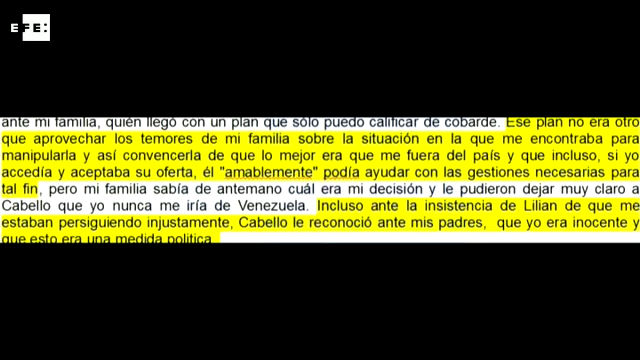 EFE:
ante mi familia, quién llegó con un plan que sólo puedo calificar de cobarde. Ese plan no era otro
que aprovechar los temores de mi familia sobre la situación en la que me encontraba para
manipularla y así convencerla de que lo mejor era que me fuera del país y que incluso, si yo
accedía y aceptaba su oferta, él "amablemente" podía ayudar con las gestiones necesarias para
tal fin, pero mi familia sabía de antemano cuál era mi decisión y le pudieron dejar muy claro a
Cabello que yo nunca me iría de Venezuela. Incluso ante la insistencia de Lilian de que me
estaban persiguiendo injustamente, Cabello le reconoció ante mis padres, que yo era inocente y
que esto era una medida politica.